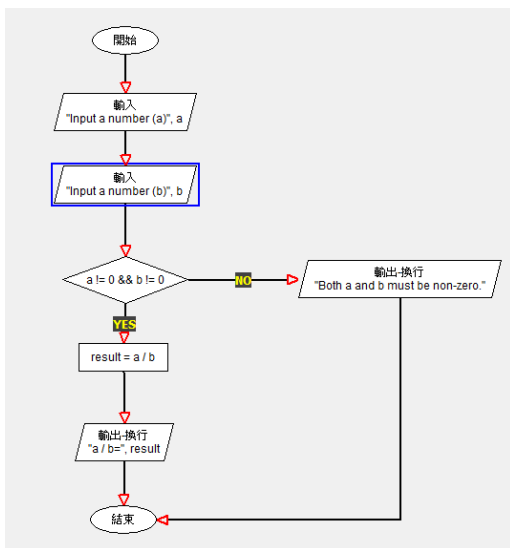 開始
輸入
"Input a number (a)", a
輸入
"Input a number (b)", b
a != 0 && b != 0
NO
輸出-換行
"Both a and b must be non-zero."
YES
result = a / b
輸出-換行
"a / b=", result
結束